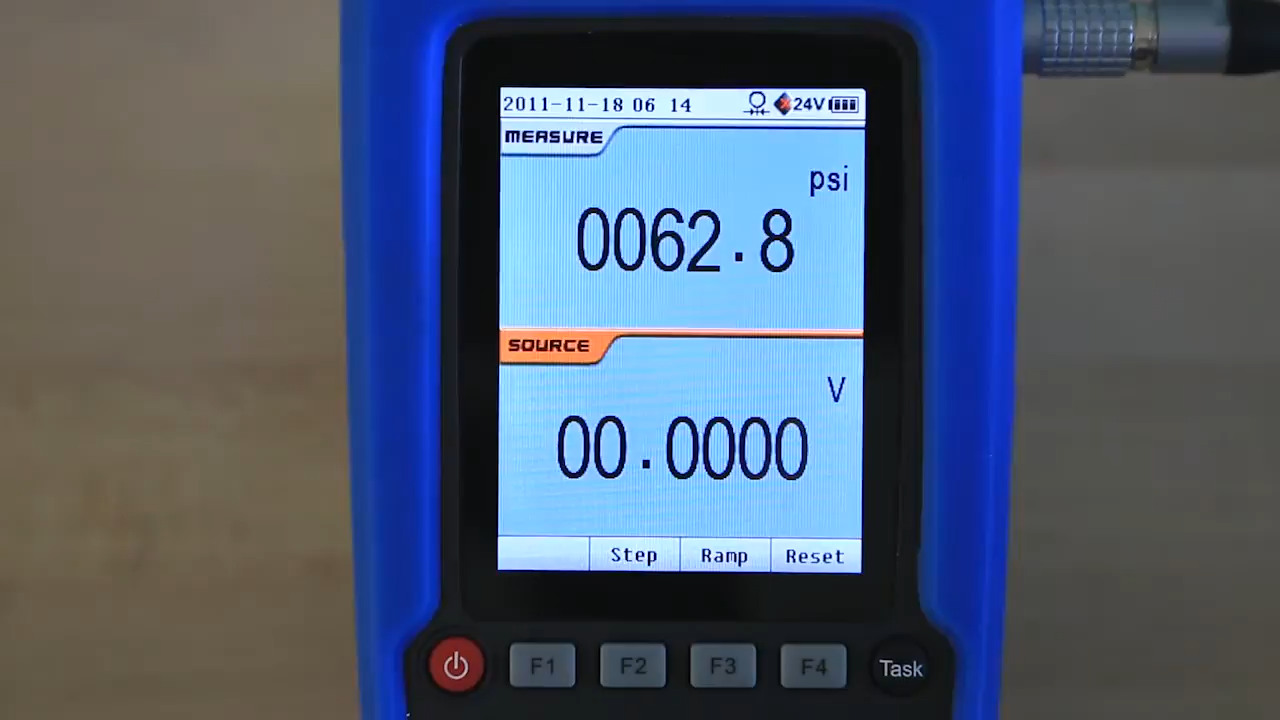 2011-11-18 06 14 24V
MEASURE
psi
0062.8
SOURCE
V
00.0000
Step Ramp Reset
F1 F2 F3 F4 Task